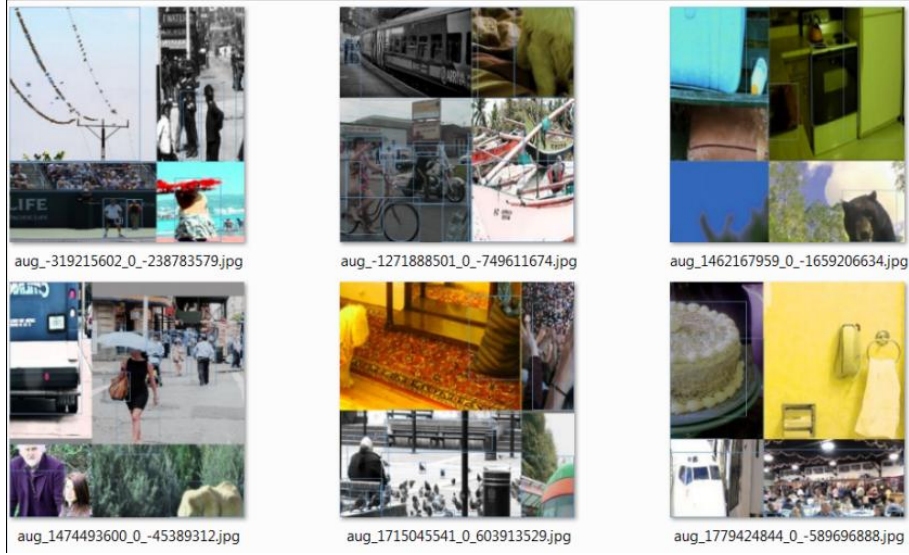 LIFE
aug_-319215602_0_-238783579.jpg
aug_-1271888501_0_-749611674.jpg
aug_1462167959_0_-1659206634.jpg
aug_1474493600_0_-45389312.jpg
aug_1715045541_0_603913529.jpg
aug_1779424844_0_-589696888.jpg